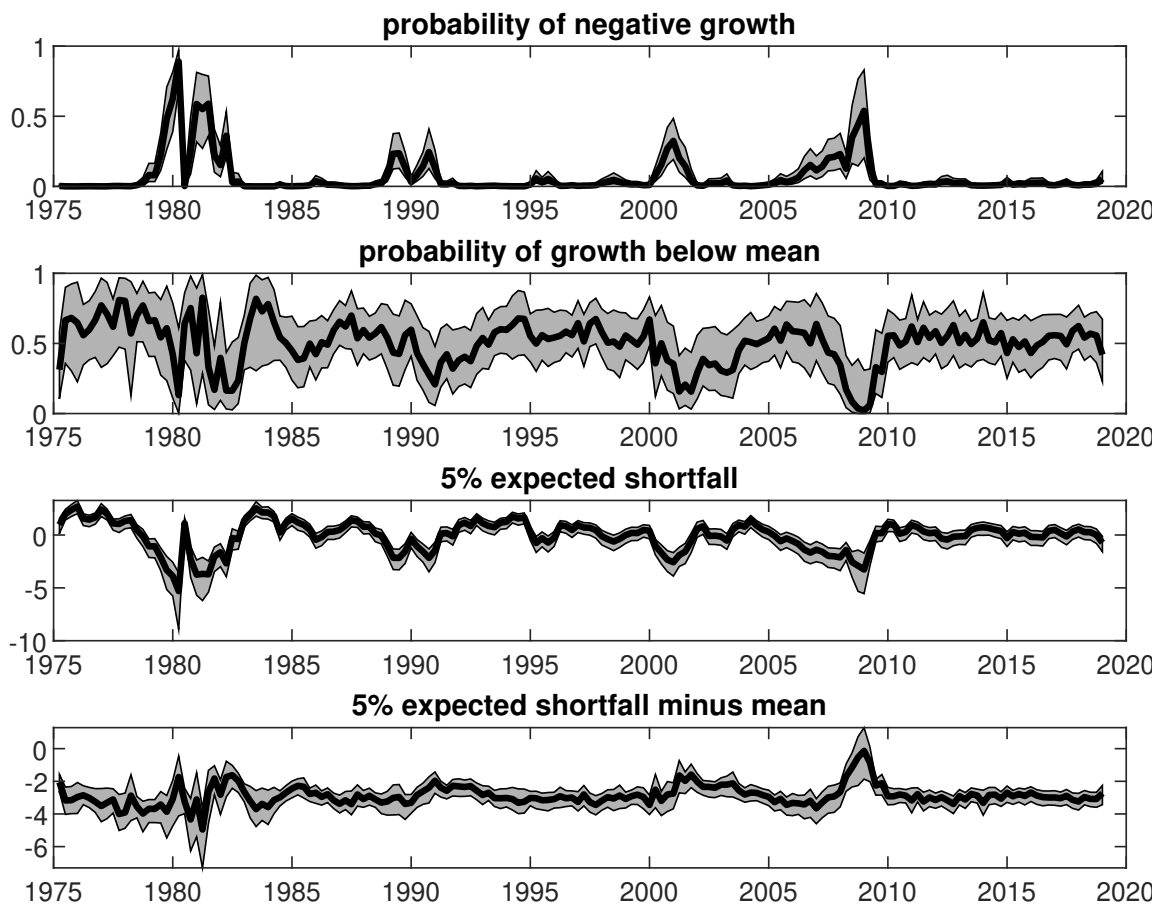 probability of negative growth
1
0.5
0
1975 1980 1985 1990 1995 2000 2005 2010 2015 2020
probability of growth below mean
1
0.5
0
1975 1980 1985 1990 1995 2000 2005 2010 2015 2020
5% expected shortfall
0
-5
-10
1975 1980 1985 1990 1995 2000 2005 2010 2015 2020
5% expected shortfall minus mean
0
-2
-4
-6
1975 1980 1985 1990 1995 2000 2005 2010 2015 2020